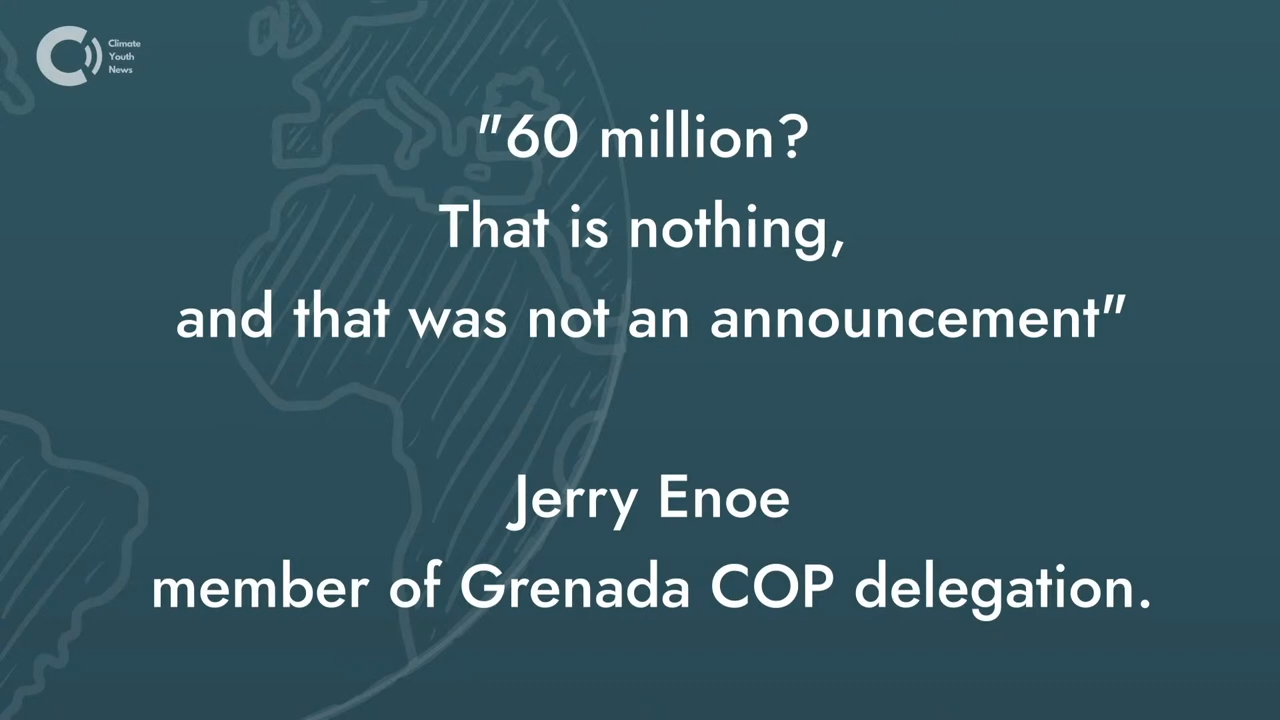 Climate
Youth
News
"60 million?
That is nothing,
and that was not an announcement"
Jerry Enoe
member of Grenada COP delegation.